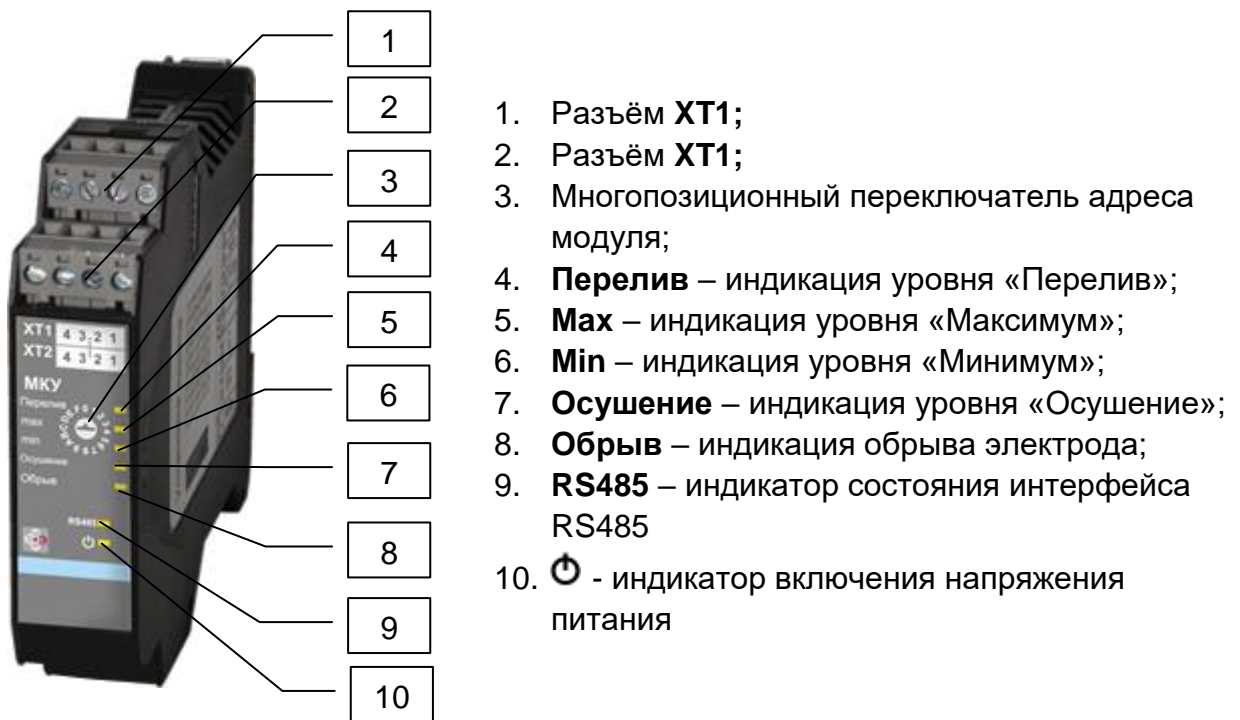 1
2
3
4
5
6
7
8
9
10
XT1 4 3 2 1
XT2 4 3 2 1
МКУ
Перелив
max
min
Осушение
Обрыв
RS485
1. Разъём XT1;
2. Разъём XT1;
3. Многопозиционный переключатель адреса
модуля;
4. Перелив – индикация уровня «Перелив»;
5. Max – индикация уровня «Максимум»;
6. Min – индикация уровня «Минимум»;
7. Осушение – индикация уровня «Осушение»;
8. Обрыв – индикация обрыва электрода;
9. RS485 – индикатор состояния интерфейса
RS485
10. - индикатор включения напряжения
питания